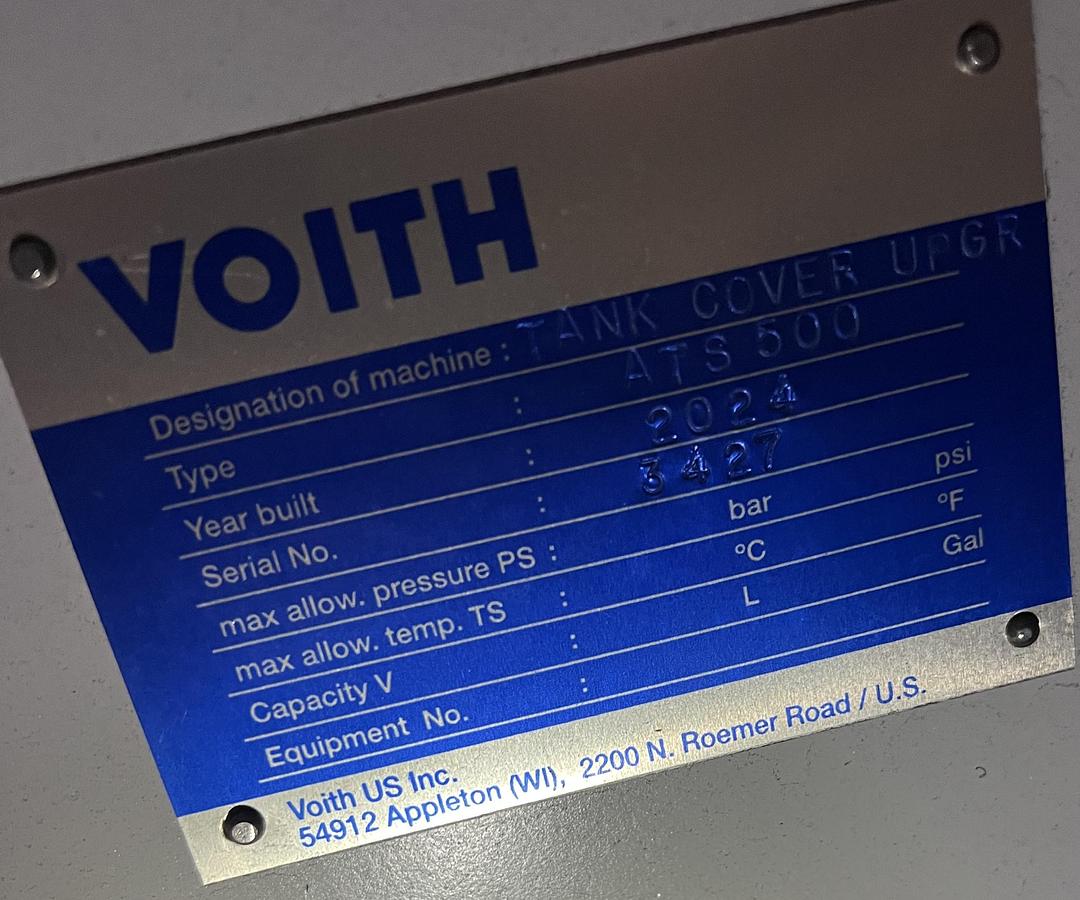 VOITH
Designation of machine : TANK COVER UPGR
Type : ATS 500
Year built : 2024
Serial No. : 3427
max allow. pressure PS : bar psi
max allow. temp. TS : °C °F
Capacity V : L Gal
Equipment No. :
Voith US Inc.
54912 Appleton (WI), 2200 N. Roemer Road / U.S.